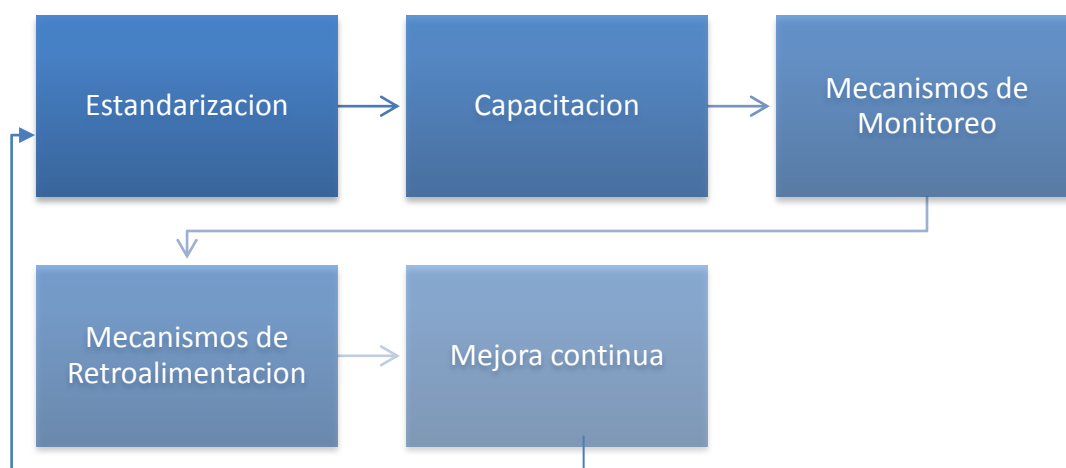 Estandarizacion
Capacitacion
Mecanismos de
Monitoreo
Mecanismos de
Retroalimentacion
Mejora continua